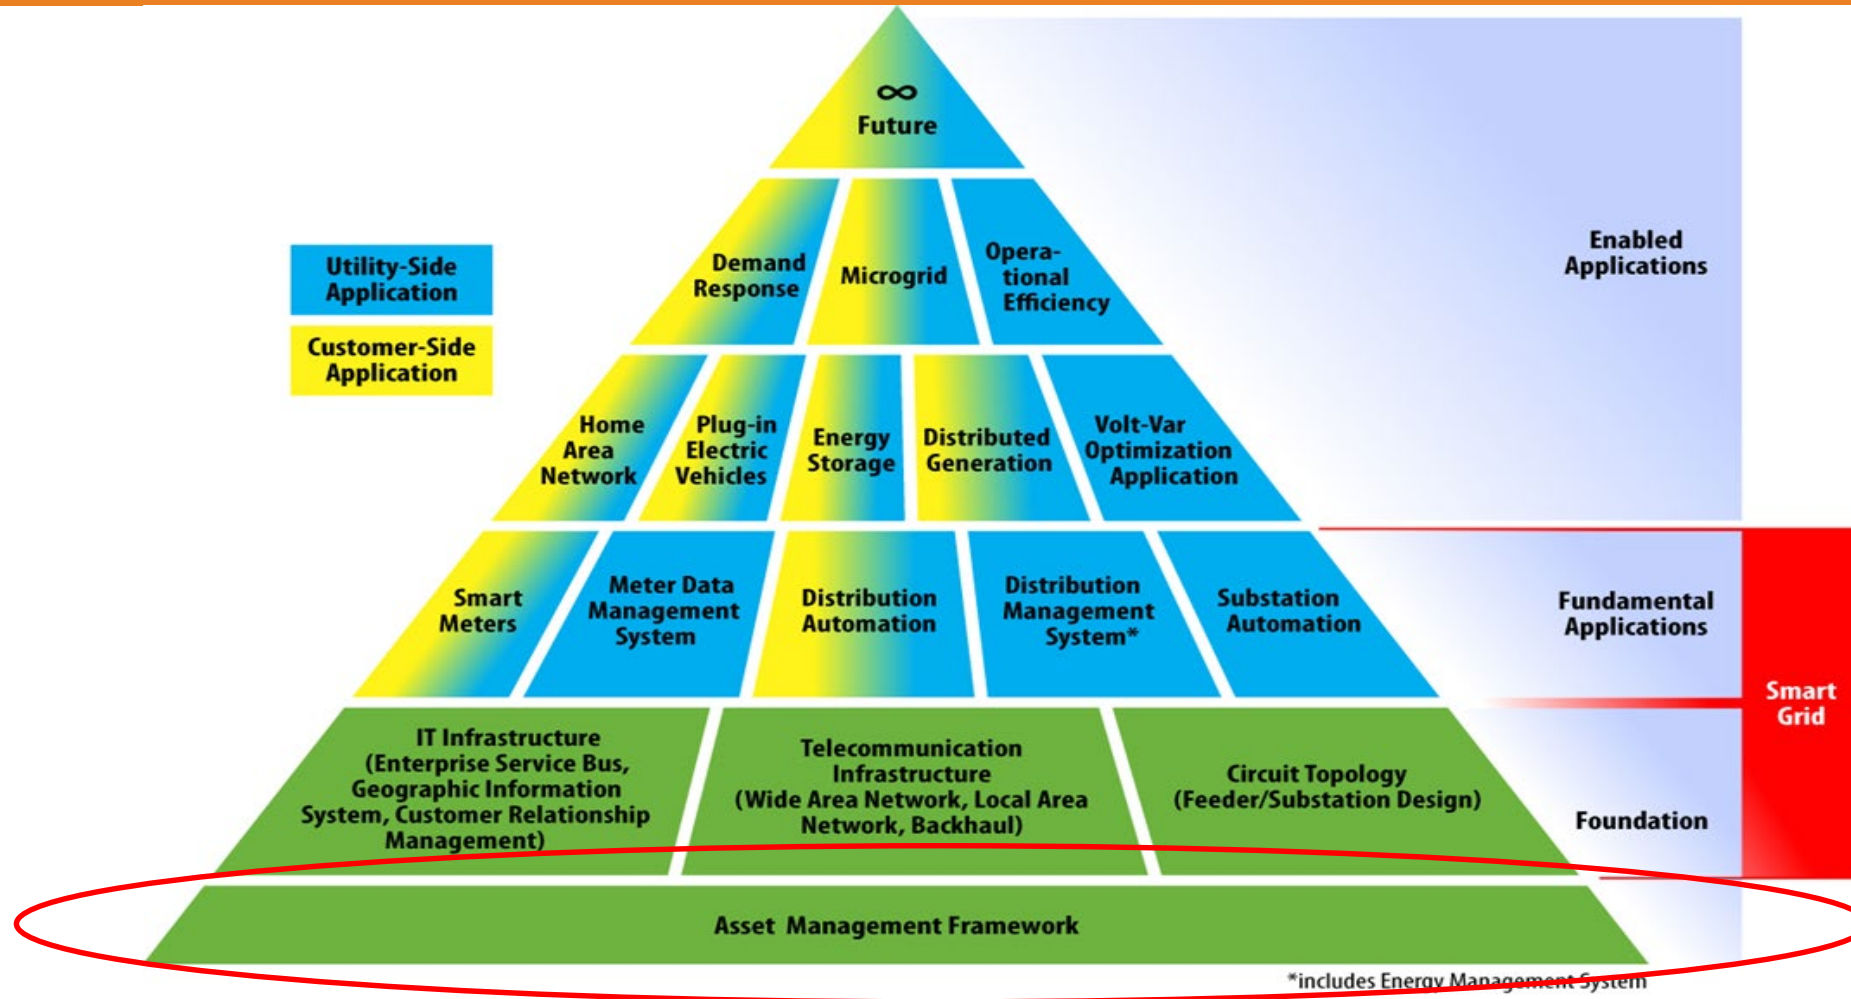 ∞
Future
Demand
Response
Microgrid
Opera-
tional
Efficiency
Enabled
Applications
Utility-Side
Application
Customer-Side
Application
Home
Area
Network
Plug-in
Electric
Vehicles
Energy
Storage
Distributed
Generation
Volt-Var
Optimization
Application
Smart
Meters
Meter Data
Management
System
Distribution
Automation
Distribution
Management
System*
Substation
Automation
Fundamental
Applications
Smart
Grid
IT Infrastructure
(Enterprise Service Bus,
Geographic Information
System, Customer Relationship
Management)
Telecommunication
Infrastructure
(Wide Area Network, Local Area
Network, Backhaul)
Circuit Topology
(Feeder/Substation Design)
Foundation
Asset Management Framework
*includes Energy Management System